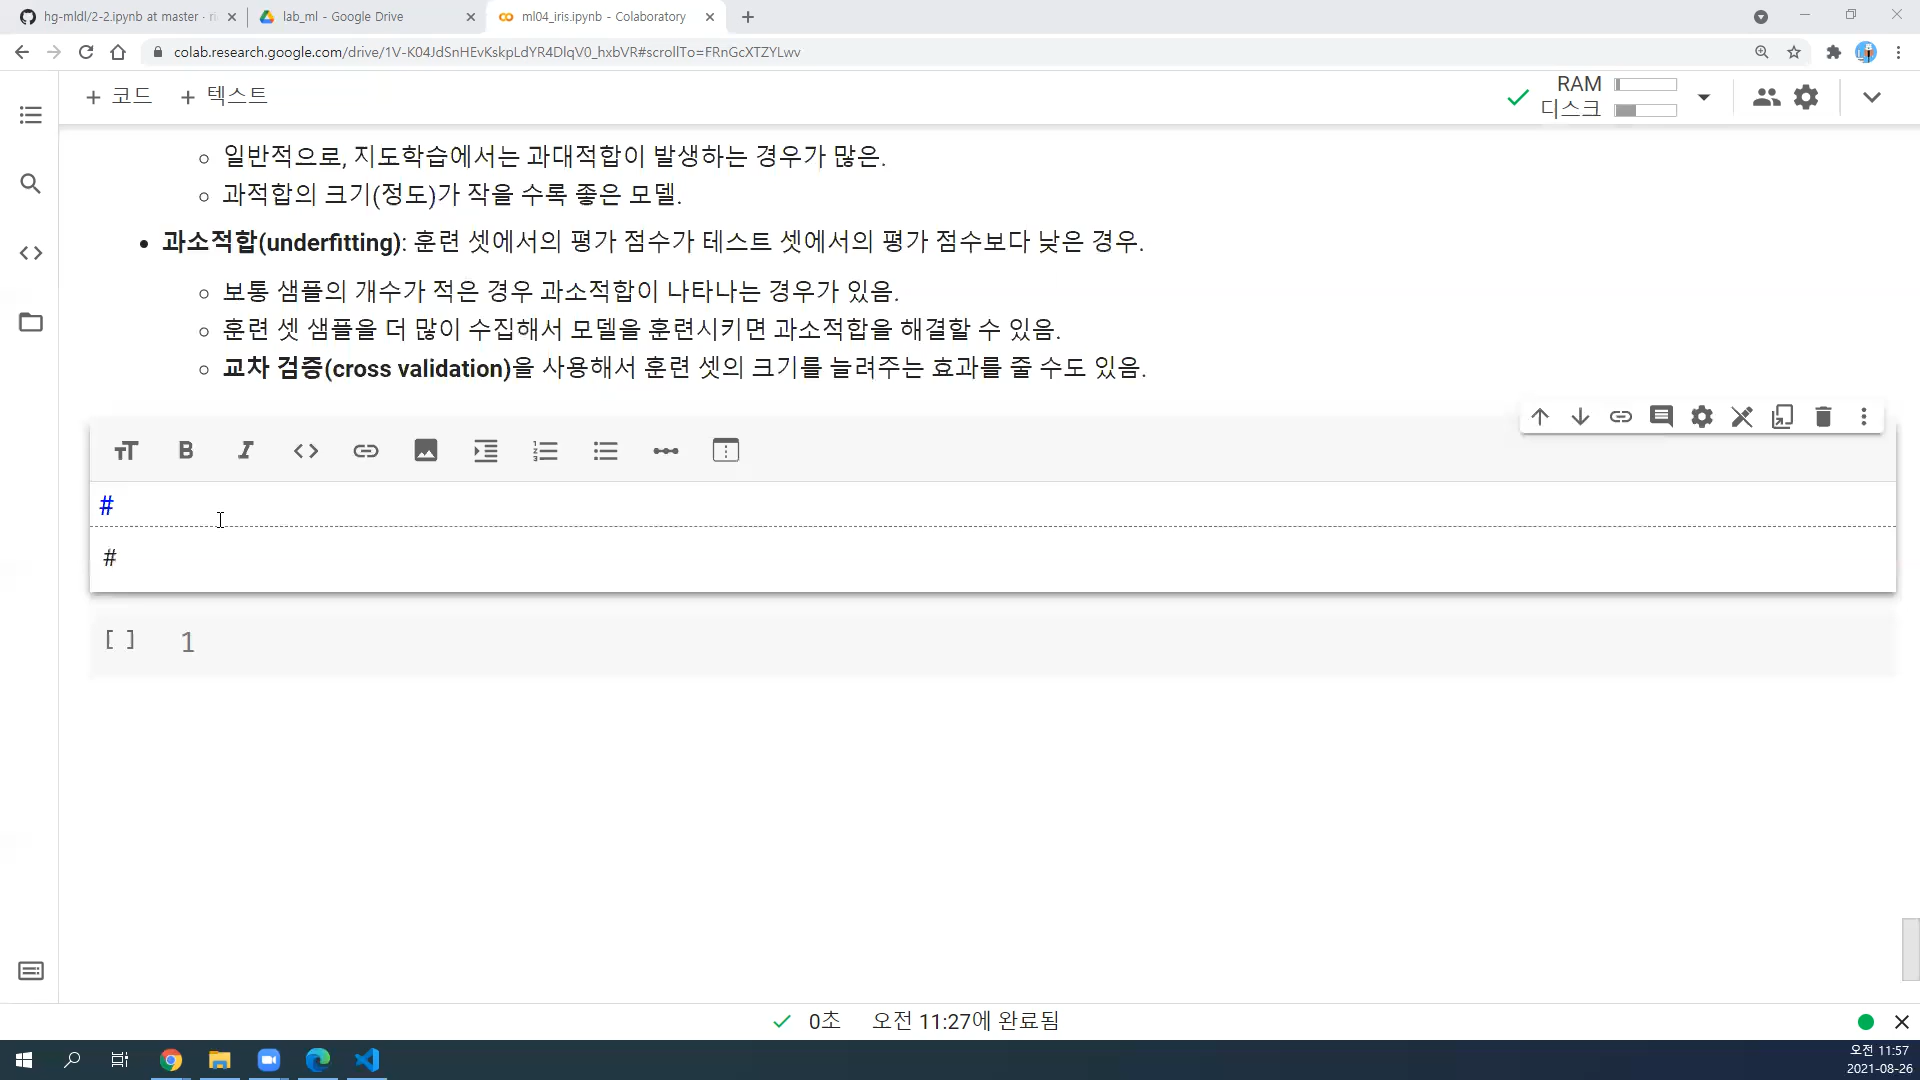 hg-mldl/2-2.ipynb at master · ri
lab_ml - Google Drive
ml04_iris.ipynb - Colaboratory
colab.research.google.com/drive/1V-K04JdSnHEvKskpLdYR4DlqV0_hxbVR#scrollTo=FRnGcXTZYLwv
+ 코드 + 텍스트
RAM
디스크
일반적으로, 지도학습에서는 과대적합이 발생하는 경우가 많은.
과적합의 크기(정도)가 작을 수록 좋은 모델.
과소적합(underfitting): 훈련 셋에서의 평가 점수가 테스트 셋에서의 평가 점수보다 낮은 경우.
보통 샘플의 개수가 적은 경우 과소적합이 나타나는 경우가 있음.
훈련 셋 샘플을 더 많이 수집해서 모델을 훈련시키면 과소적합을 해결할 수 있음.
교차 검증(cross validation)을 사용해서 훈련 셋의 크기를 늘려주는 효과를 줄 수도 있음.
#
#
[ ] 1
0초 오전 11:27에 완료됨
오전 11:57
2021-08-26